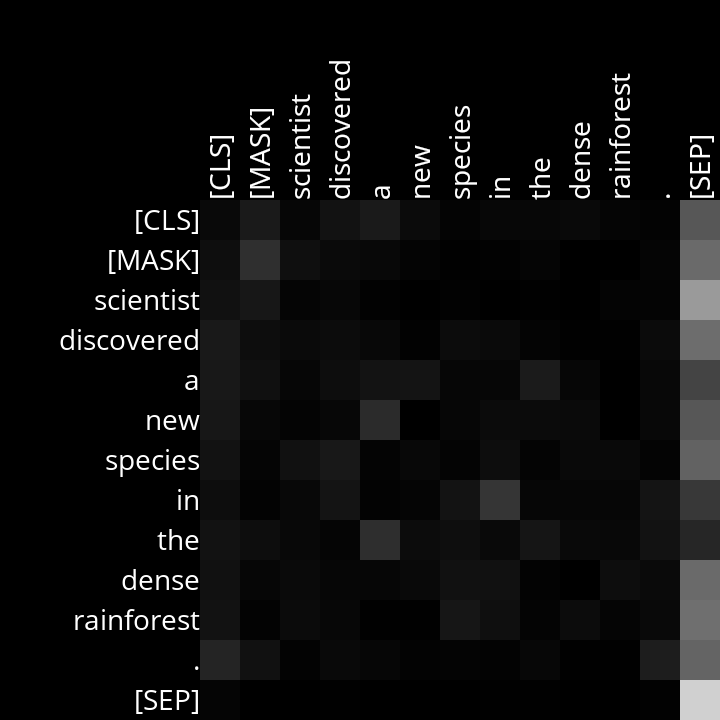 [CLS]
[MASK]
scientist
discovered
a
new
species
in
the
dense
rainforest
.
[SEP]
[CLS]
[MASK]
scientist
discovered
a
new
species
in
the
dense
rainforest
.
[SEP]